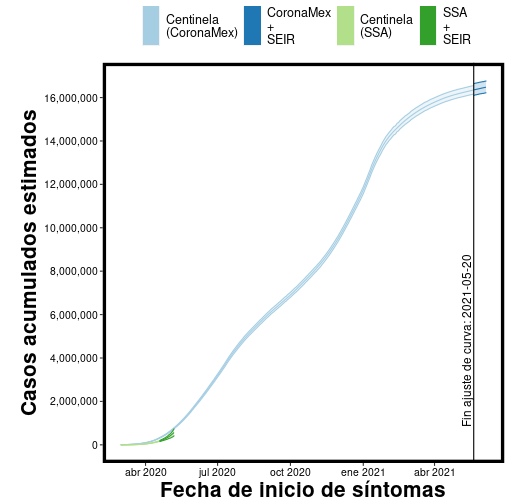 Centinela
(CoronaMex)
CoronaMex
+
SEIR
Centinela
(SSA)
SSA
+
SEIR
Casos acumulados estimados
16,000,000
14,000,000
12,000,000
10,000,000
8,000,000
6,000,000
4,000,000
2,000,000
0
Fin ajuste de curva: 2021-05-20
abr 2020
jul 2020
oct 2020
ene 2021
abr 2021
Fecha de inicio de síntomas